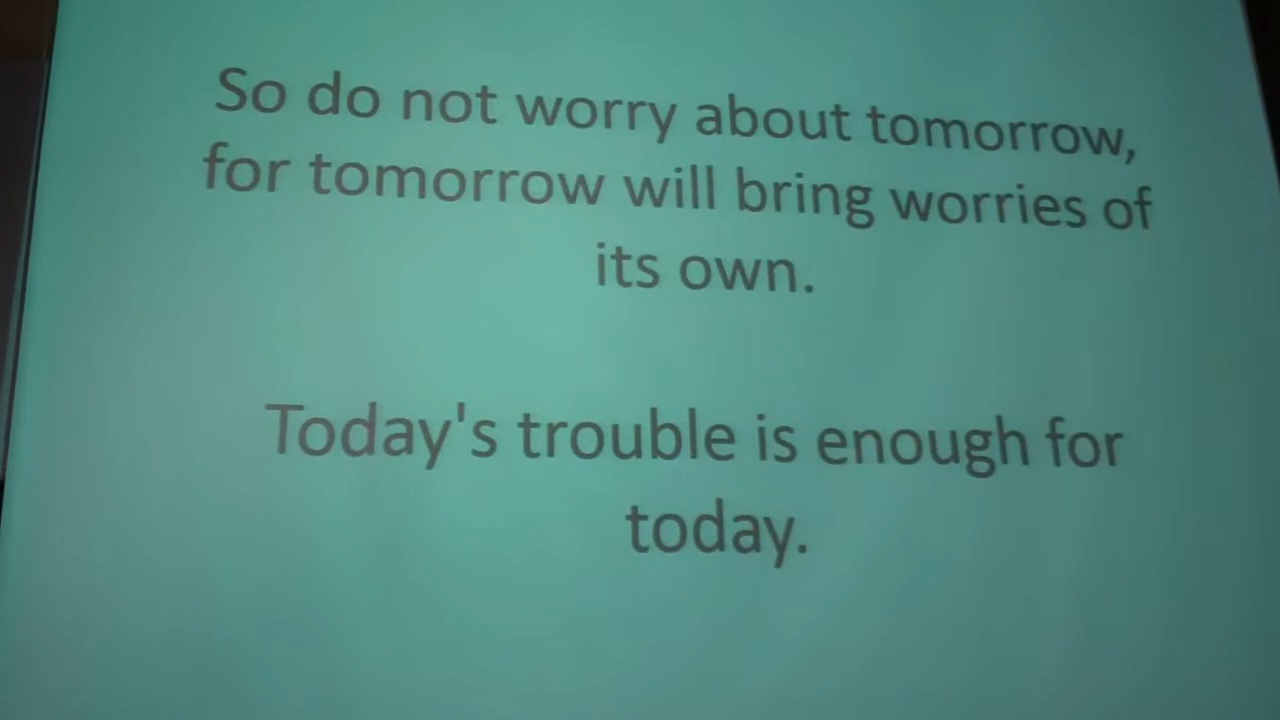 So do not worry about tomorrow,
for tomorrow will bring worries of
its own.
Today's trouble is enough for
today.